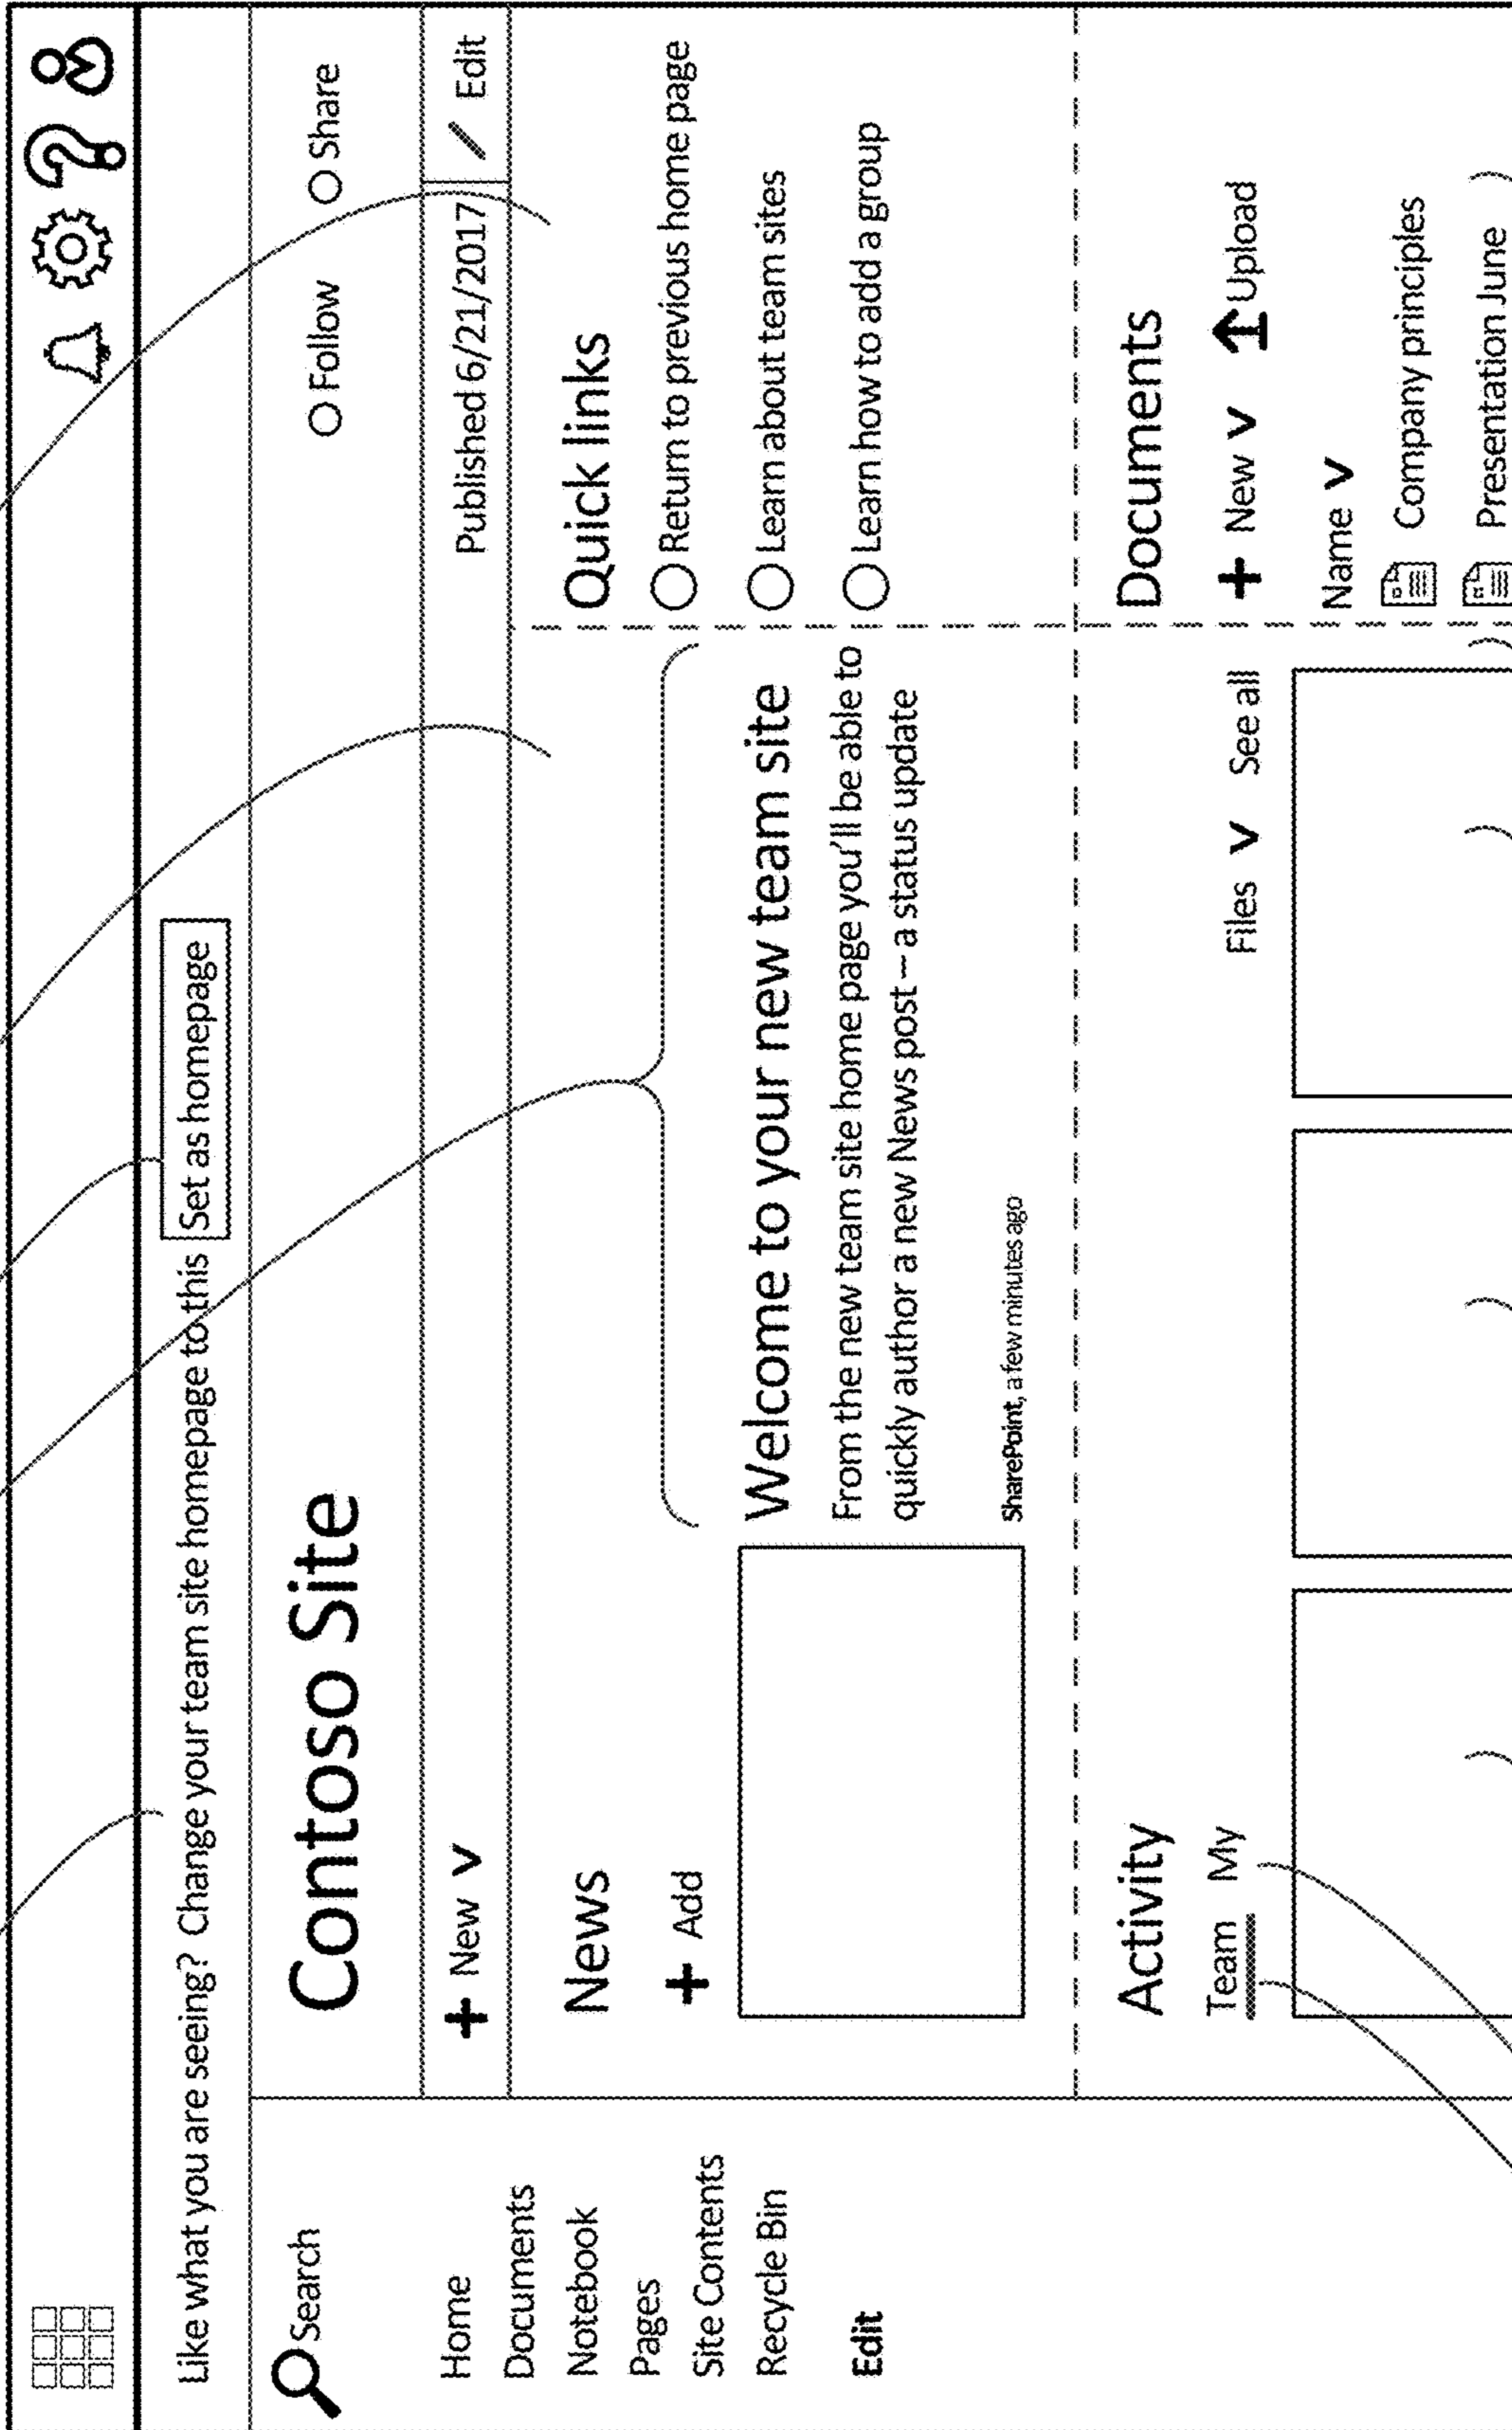 Like what you are seeing? Change your team site homepage to this Set as homepage
Search
Home
Documents
Notebook
Pages
Site Contents
Recycle Bin
Edit
Contoso Site
Follow
Share
+ New
Published 6/21/2017
Edit
News
+ Add
Welcome to your new team site
From the new team site home page you'll be able to
quickly author a new News post – a status update
SharePoint, a few minutes ago
Quick links
Return to previous home page
Learn about team sites
Learn how to add a group
Activity
Team My
Files See all
Documents
+ New Upload
Name
Company principles
Presentation June